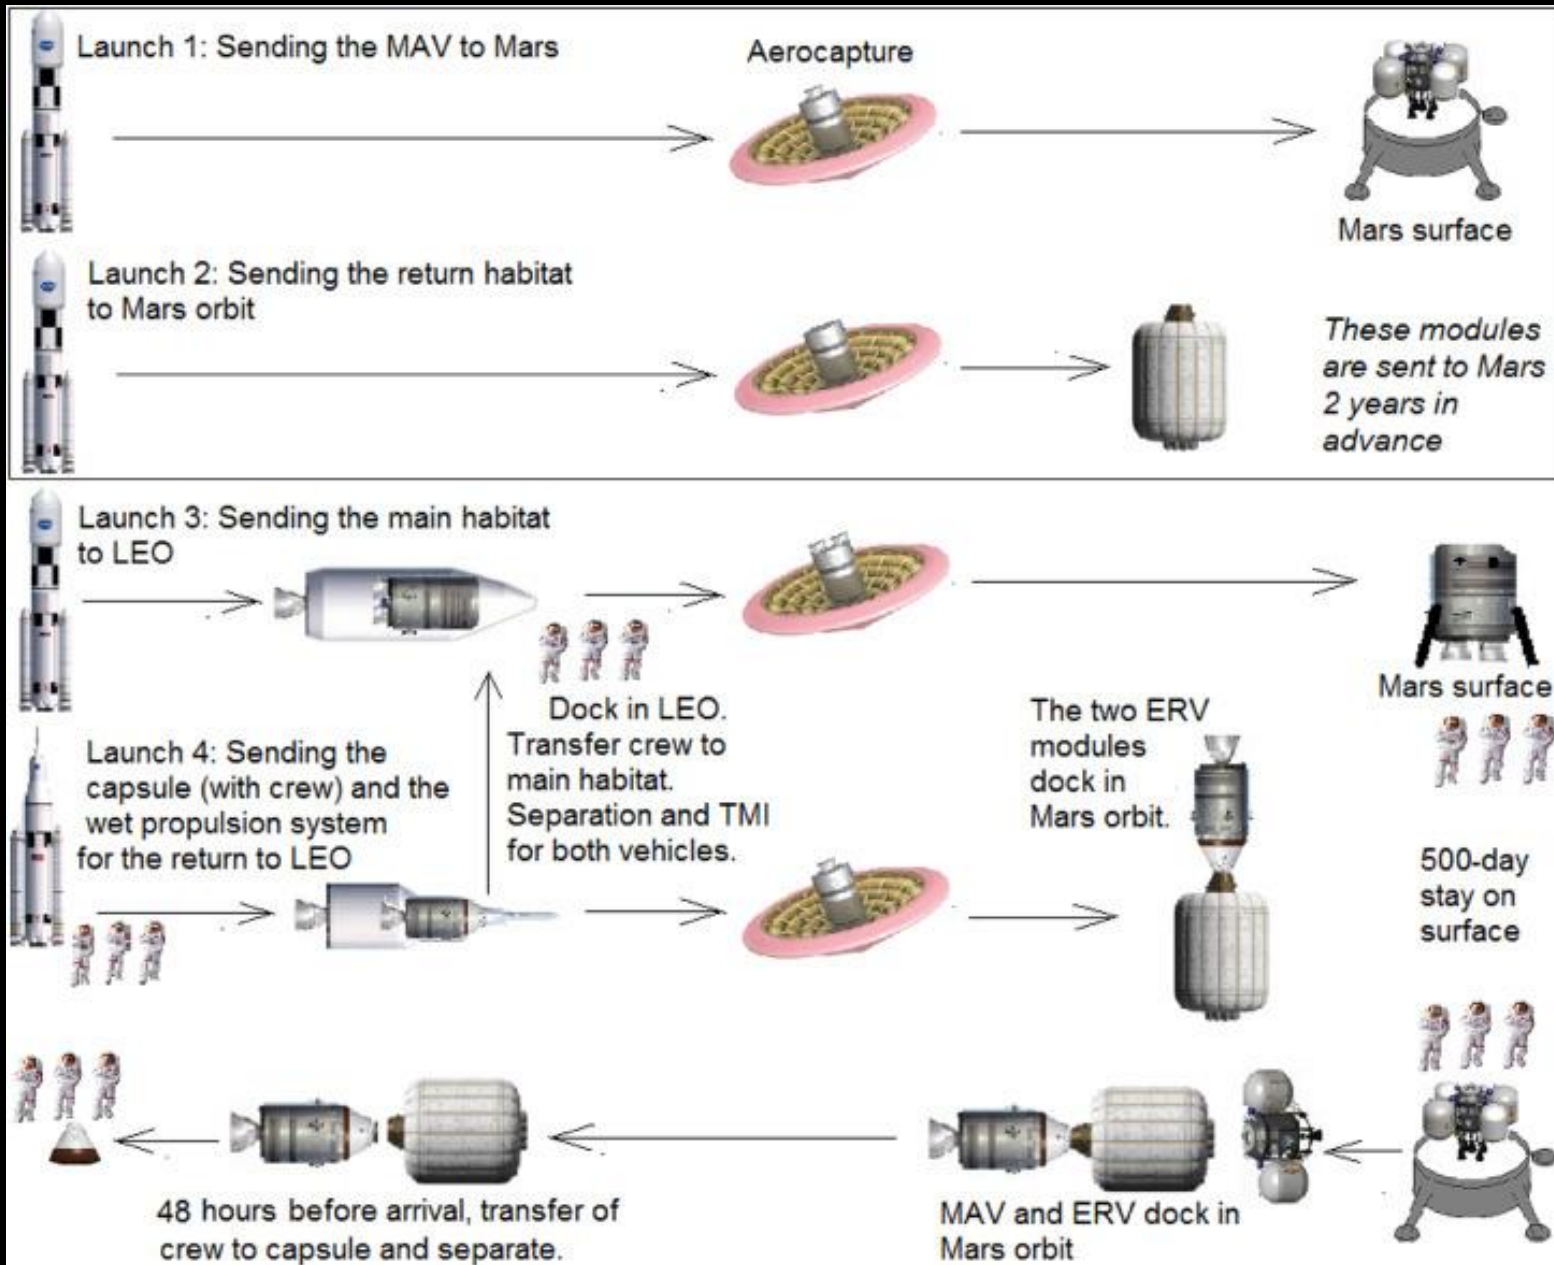 Launch 1: Sending the MAV to Mars
Aerocapture
Mars surface
Launch 2: Sending the return habitat
to Mars orbit
These modules
are sent to Mars
2 years in
advance
Launch 3: Sending the main habitat
to LEO
Mars surface
Dock in LEO.
Transfer crew to
main habitat.
Separation and TMI
for both vehicles.
The two ERV
modules
dock in
Mars orbit.
Launch 4: Sending the
capsule (with crew) and the
wet propulsion system
for the return to LEO
500-day
stay on
surface
48 hours before arrival, transfer of
crew to capsule and separate.
MAV and ERV dock in
Mars orbit